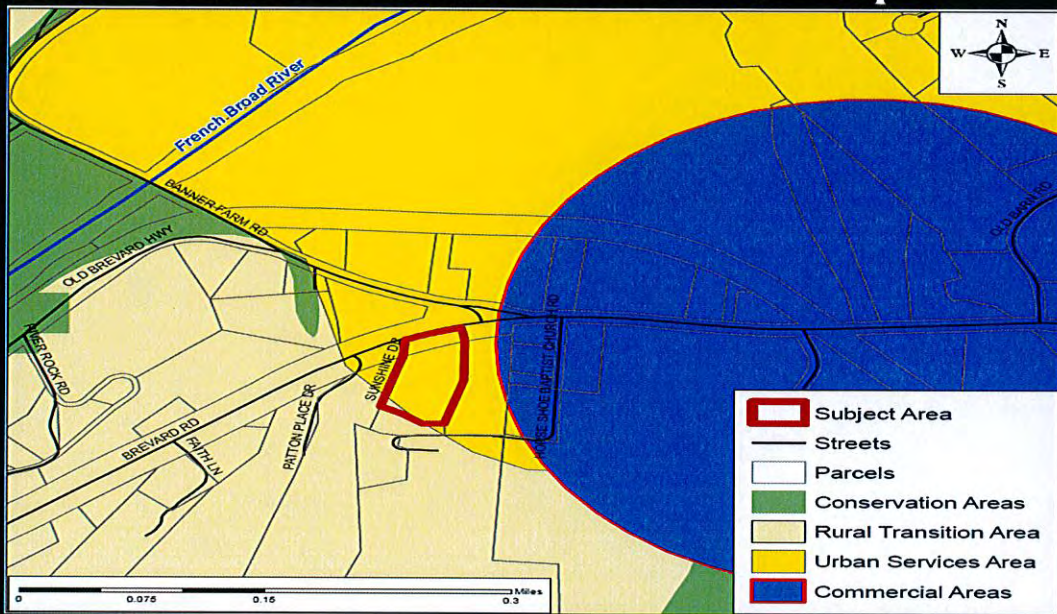 N
W E
S
French Broad River
BANNER FARM RD
OLD BREVARD HWY
OLD BARN RD
RIVER ROCK RD
SUNSHINE DR
HORSE SHOE BAPTIST CHURCH RD
PATTON PLACE DR
BREVARD RD
FAITH LN
Subject Area
Streets
Parcels
Conservation Areas
Rural Transition Area
Urban Services Area
Commercial Areas
Miles
0 0.075 0.15 0.3